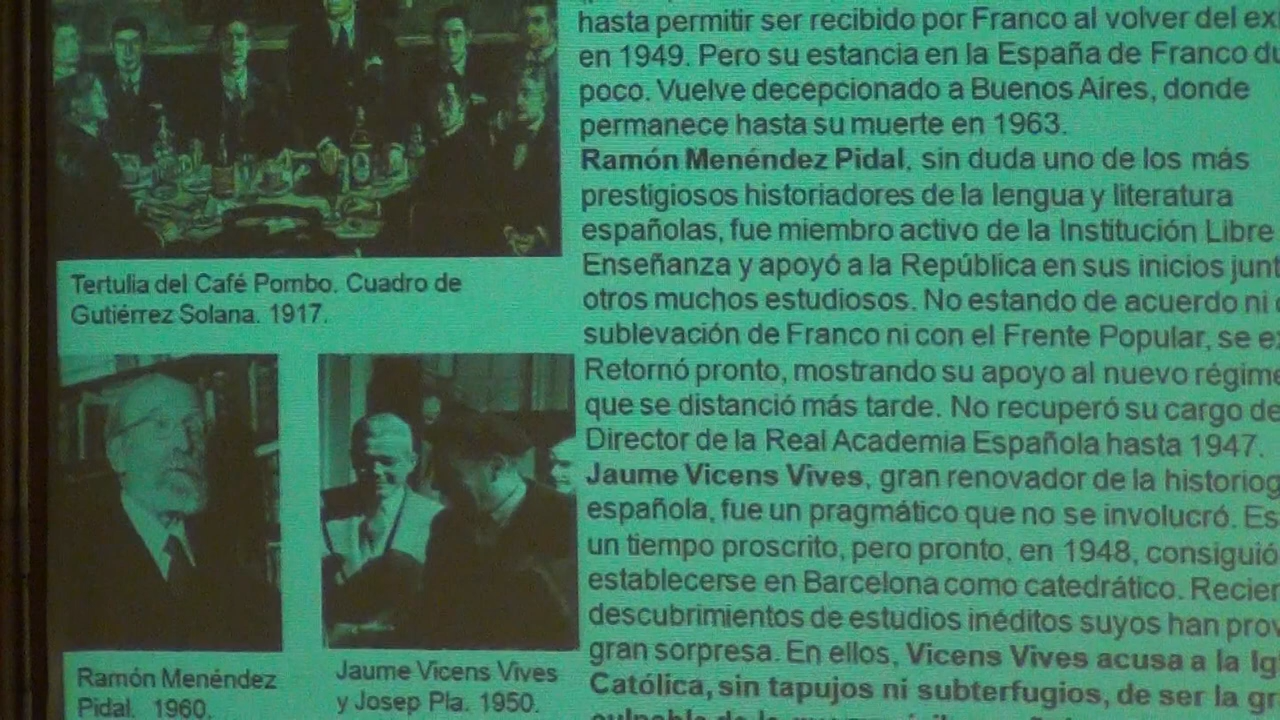 hasta permitir ser recibido por Franco al volver del
en 1949. Pero su estancia en la España de Franco
poco. Vuelve decepcionado a Buenos Aires, donde
permanece hasta su muerte en 1963.
Ramón Menéndez Pidal, sin duda uno de los más
prestigiosos historiadores de la lengua y literatura
españolas, fue miembro activo de la Institución Libre
Enseñanza y apoyó a la República en sus inicios
otros muchos estudiosos. No estando de acuerdo ni
sublevación de Franco ni con el Frente Popular, se
Retornó pronto, mostrando su apoyo al nuevo
que se distanció más tarde. No recuperó su cargo de
Director de la Real Academia Española hasta 1947.
Jaume Vicens Vives, gran renovador de la
española, fue un pragmático que no se involucró.
un tiempo proscrito, pero pronto, en 1948, consiguió
establecerse en Barcelona como catedrático.
descubrimientos de estudios inéditos suyos han
gran sorpresa. En ellos, Vicens Vives acusa a la
Católica, sin tapujos ni subterfugios, de ser la
Tertulia del Café Pombo. Cuadro de
Gutiérrez Solana. 1917.
Ramón Menéndez
Pidal. 1960.
Jaume Vicens Vives
y Josep Pla. 1950.